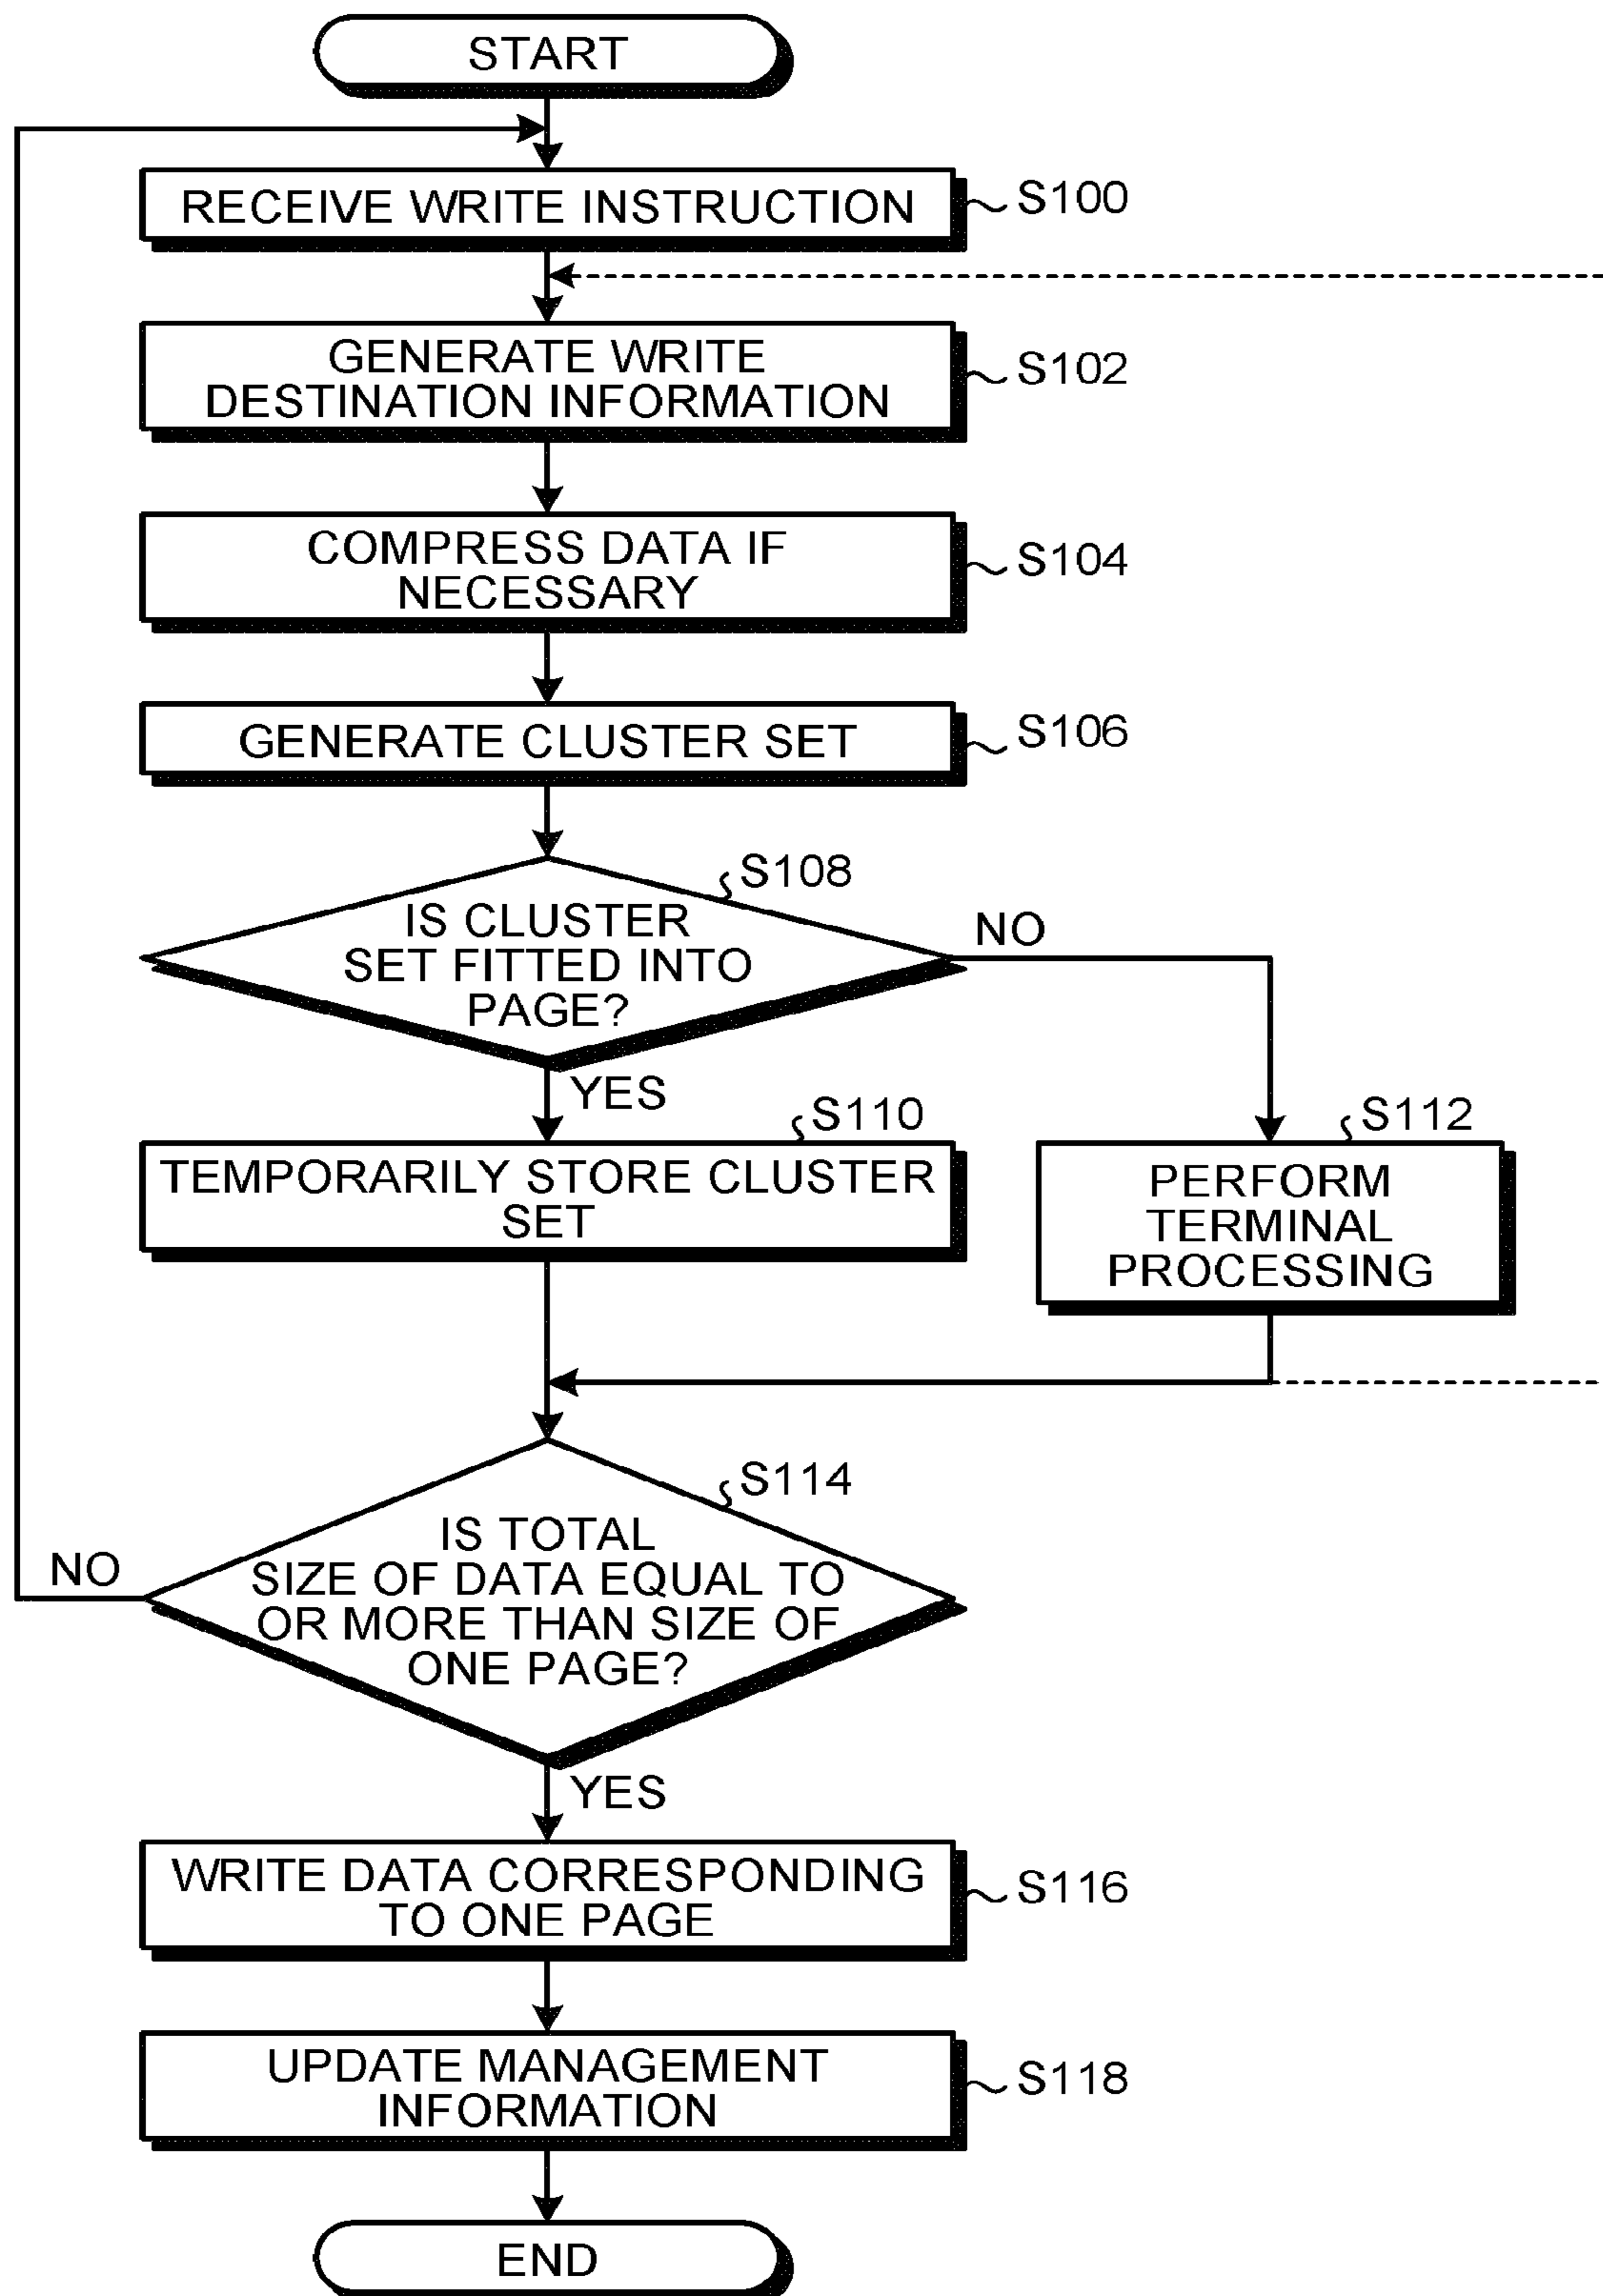 START
RECEIVE WRITE INSTRUCTION
S100
GENERATE WRITE
DESTINATION INFORMATION
S102
COMPRESS DATA IF
NECESSARY
S104
GENERATE CLUSTER SET
S106
S108
IS CLUSTER
SET FITTED INTO
PAGE?
NO
YES
S110
TEMPORARILY STORE CLUSTER
SET
S112
PERFORM
TERMINAL
PROCESSING
S114
IS TOTAL
SIZE OF DATA EQUAL TO
OR MORE THAN SIZE OF
ONE PAGE?
NO
YES
WRITE DATA CORRESPONDING
TO ONE PAGE
S116
UPDATE MANAGEMENT
INFORMATION
S118
END